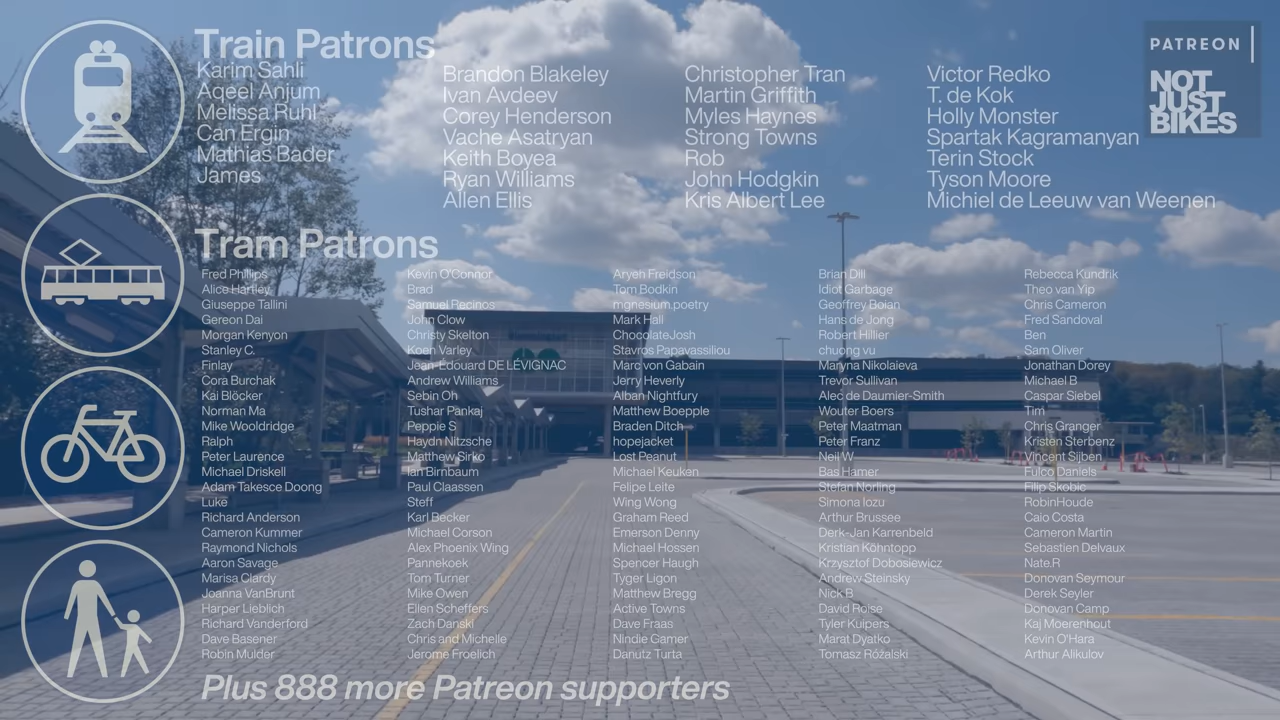 Train Patrons
Karim Sahli
Aqeel Anjum
Melissa Ruhl
Can Ergin
Mathias Bader
James
Brandon Blakeley
Ivan Avdeev
Corey Henderson
Vache Asatryan
Keith Boyea
Ryan Williams
Allen Ellis
Christopher Tran
Martin Griffith
Myles Haynes
Strong Towns
Rob
John Hodgkin
Kris Albert Lee
Victor Redko
T. de Kok
Holly Monster
Spartak Kagramanyan
Terin Stock
Tyson Moore
Michiel de Leeuw van Weenen
PATREON
NOT
JUST
BIKES
Tram Patrons
Fred Phillips
Alice Hartley
Giuseppe Tallini
Gereon Dai
Morgan Kenyon
Stanley C.
Finlay
Cora Burchak
Kai Blöcker
Norman Ma
Mike Wooldridge
Ralph
Peter Laurence
Michael Driskell
Adam Takesce Doong
Luke
Richard Anderson
Cameron Kummer
Raymond Nichols
Aaron Savage
Marisa Clardy
Joanna VanBrunt
Harper Lieblich
Richard Vanderford
Dave Basener
Robin Mulder
Kevin O'Connor
Brad
Samuel Recinos
John Clow
Christy Skelton
Koen Varley
Jean-Edouard DE LÉVIGNAC
Andrew Williams
Sebin Oh
Tushar Pankaj
Peppie S
Haydn Nitzsche
Matthew Sirko
Ian Birnbaum
Paul Claassen
Steff
Karl Becker
Michael Corson
Alex Phoenix Wing
Pannekoek
Tom Turner
Mike Owen
Ellen Scheffers
Zach Danski
Chris and Michelle
Jerome Froelich
Aryen Freidson
Tom Bodkin
mgnesium.poetry
Mark Hall
ChocolateJosh
Stavros Papavassiliou
Marc von Gabain
Jerry Heverly
Alban Nightfury
Matthew Boepple
Braden Ditch
hopejacket
Lost Peanut
Michael Keuken
Felipe Leite
Wing Wong
Graham Reed
Emerson Denny
Michael Hossen
Spencer Haugh
Tyger Ligon
Matthew Bregg
Active Towns
Dave Fraas
Nindie Gamer
Danutz Turta
Brian Dill
Idiot Garbage
Geoffrey Boian
Hans de Jong
Robert Hillier
chuong vu
Maryna Nikolaieva
Trevor Sullivan
Alec de Daumier-Smith
Wouter Boers
Peter Maatman
Peter Franz
Neil W
Bas Hamer
Stefan Norling
Simona Iozu
Arthur Brussee
Derk-Jan Karrenbeld
Kristian Köhntopp
Krzysztof Dobosiewicz
Andrew Steinsky
Nick B
David Roise
Tyler Kuipers
Marat Dyatko
Tomasz Różalski
Rebecca Kundrik
Theo van Yip
Chris Cameron
Fred Sandoval
Ben
Sam Oliver
Jonathan Dorey
Michael B
Caspar Siebel
Tim
Chris Granger
Kristen Sterbenz
Vincent Sijben
Fulco Daniels
Filip Skobic
RobinHoude
Caio Costa
Cameron Martin
Sebastien Delvaux
Nate.R
Donovan Seymour
Derek Seyler
Donovan Camp
Kaj Moerenhout
Kevin O'Hara
Arthur Alikulov
Plus 888 more Patreon supporters